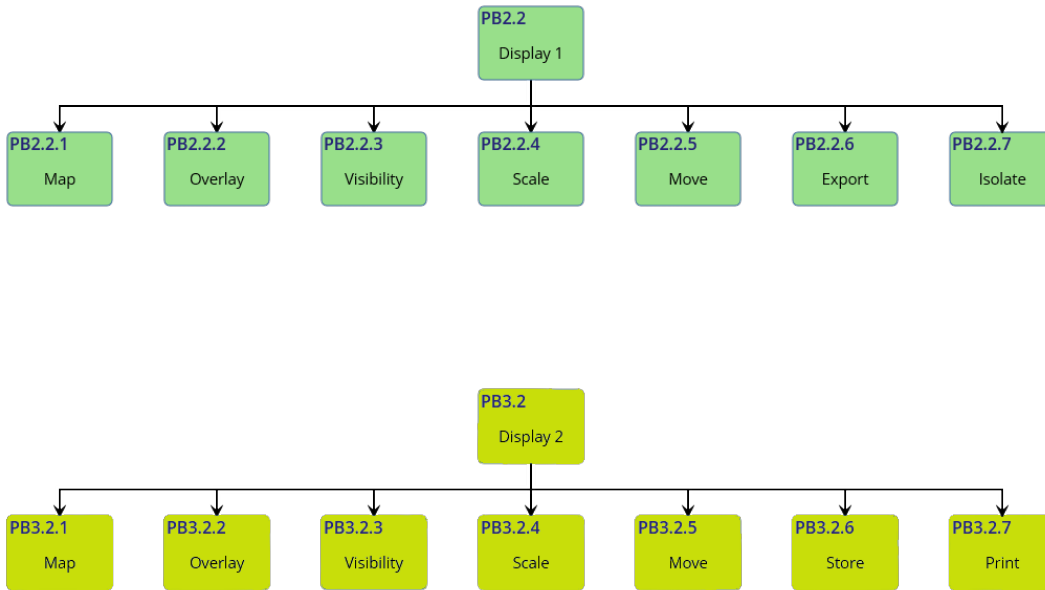 PB2.2
Display 1
PB2.2.1
Map
PB2.2.2
Overlay
PB2.2.3
Visibility
PB2.2.4
Scale
PB2.2.5
Move
PB2.2.6
Export
PB2.2.7
Isolate
PB3.2
Display 2
PB3.2.1
Map
PB3.2.2
Overlay
PB3.2.3
Visibility
PB3.2.4
Scale
PB3.2.5
Move
PB3.2.6
Store
PB3.2.7
Print